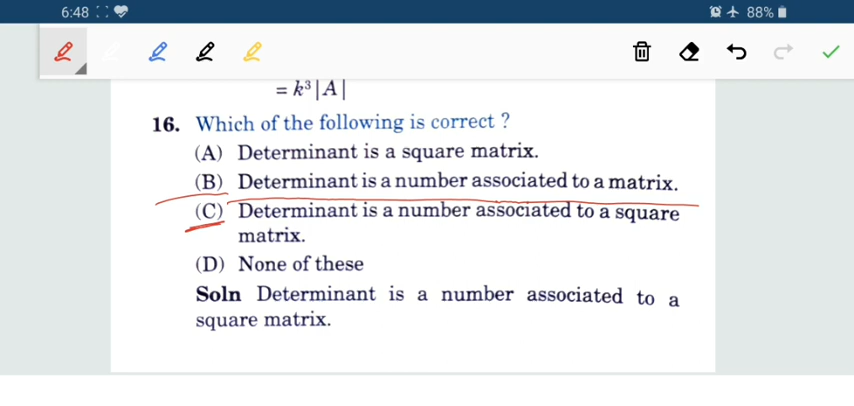 6:48
88%
= k³|A|
16. Which of the following is correct ?
(A) Determinant is a square matrix.
(B) Determinant is a number associated to a matrix.
(C) Determinant is a number associated to a square
matrix.
(D) None of these
Soln Determinant is a number associated to a
square matrix.